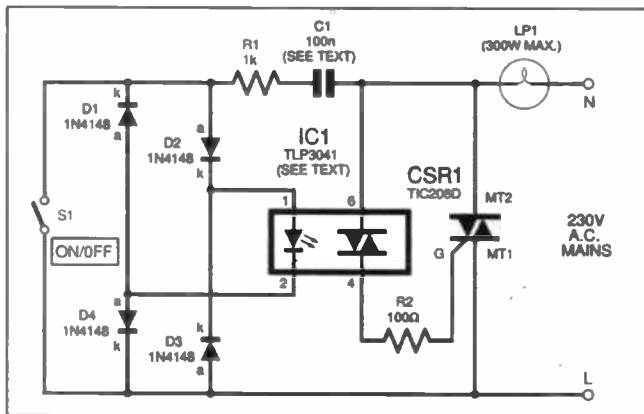 C1
100n
(SEE TEXT)
R1
1k
LP1
(300W MAX.)
N
D1
1N4148
k
a
D2
1N4148
a
k
IC1
TLP3041
(SEE TEXT)
CSR1
TIC206D
1
6
MT2
S1
ON/OFF
G
MT1
230V
A.C.
MAINS
2
4
D4
1N4148
a
k
D3
1N4148
k
a
R2
100Ω
L